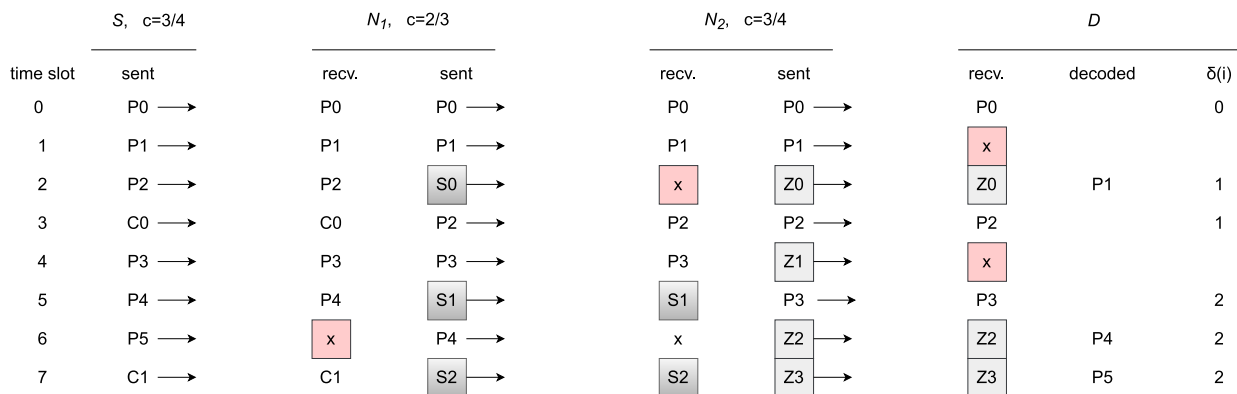 S, c=3/4 N1, c=2/3 N2, c=3/4 D
time slot sent recv. sent recv. sent recv. decoded δ(i)
0 P0 P0 P0 P0 P0 P0 0
1 P1 P1 P1 P1 P1 x
2 P2 P2 S0 x Z0 Z0 P1 1
3 C0 C0 P2 P2 P2 P2 1
4 P3 P3 P3 P3 Z1 x
5 P4 P4 S1 S1 P3 P3 2
6 P5 x P4 x Z2 Z2 P4 2
7 C1 C1 S2 S2 Z3 Z3 P5 2